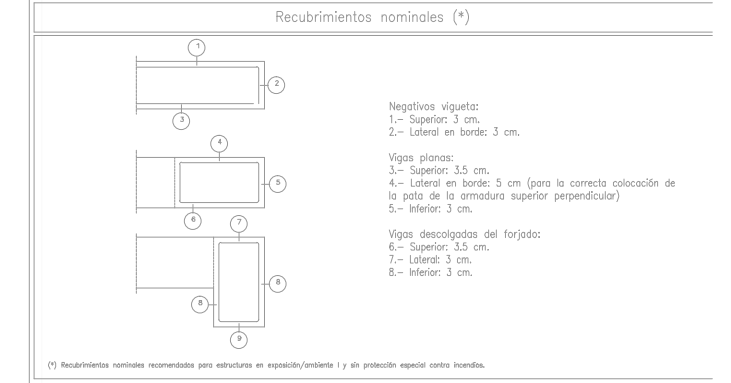 Recubrimientos nominales (*)
1
2
3
4
5
6
7
8
8
9
Negativos vigueta:
1.- Superior: 3 cm.
2.- Lateral en borde: 3 cm.
Vigas planas:
3.- Superior: 3.5 cm.
4.- Lateral en borde: 5 cm (para la correcta colocación de
la pata de la armadura superior perpendicular)
5.- Inferior: 3 cm.
Vigas descolgadas del forjado:
6.- Superior: 3.5 cm.
7.- Lateral: 3 cm.
8.- Inferior: 3 cm.
(*) Recubrimientos nominales recomendados para estructuras en exposición/ambiente I y sin protección especial contra incendios.